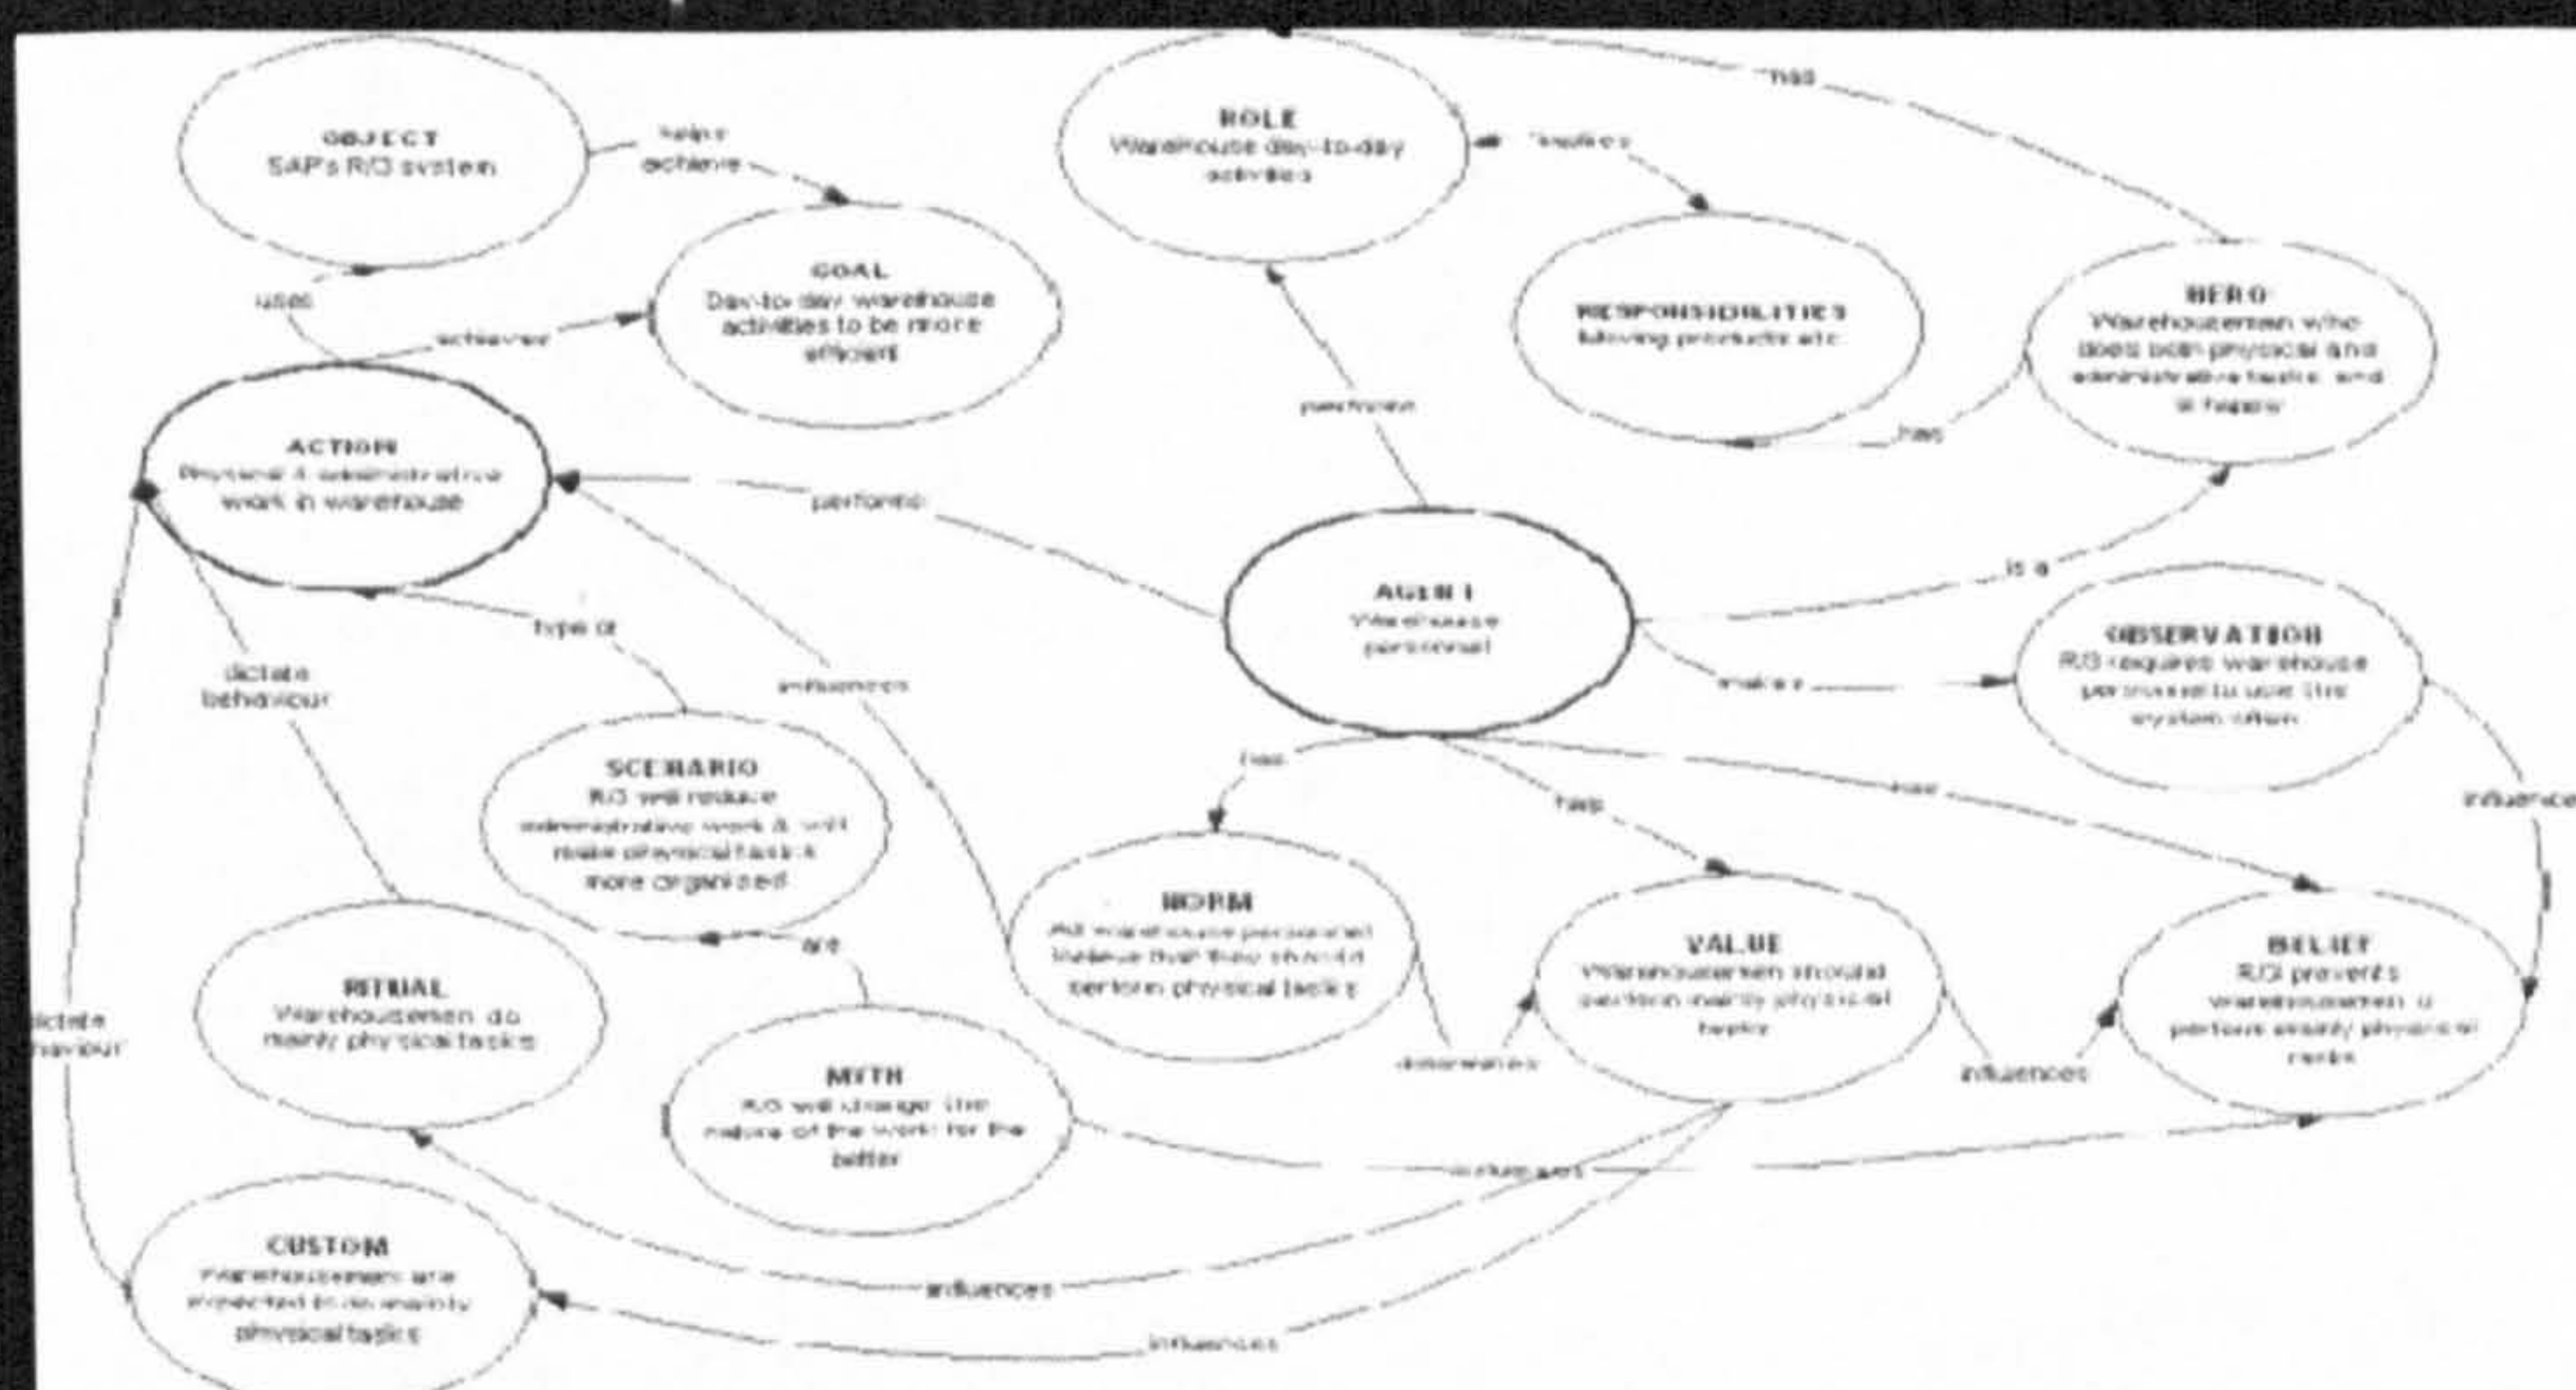 OBJECT
SAP's R/3 system
helps
achieve
GOAL
Day-to-day warehouse
activities to be more
efficient
uses
achieves
ACTION
Physical & administrative
work in warehouse
ROLE
Warehouse day-to-day
activities
has
RESPONSIBILITIES
Moving products etc
HERO
Warehouseman who
does both physical and
administrative tasks and
is happy
has
performs
AGENT
Warehouse
personnel
is a
OBSERVATION
R/3 requires warehouse
personnel to use the
system often
makes
influences
type of
dictate
behaviour
SCENARIO
R/3 will reduce
administrative work & will
make physical tasks
more organised
has
has
has
influence
NORM
All warehouse personnel
believe that they should
perform physical tasks
VALUE
Warehousemen should
perform mainly physical
tasks
BELIEF
R/3 prevents
perform mainly physical
are
RITUAL
Warehousemen do
mainly physical tasks
MYTH
R/3 will change the
nature of the work for the
better
influences
influences
CUSTOM
Warehousemen are
expected to do mainly
physical tasks
influences
influences